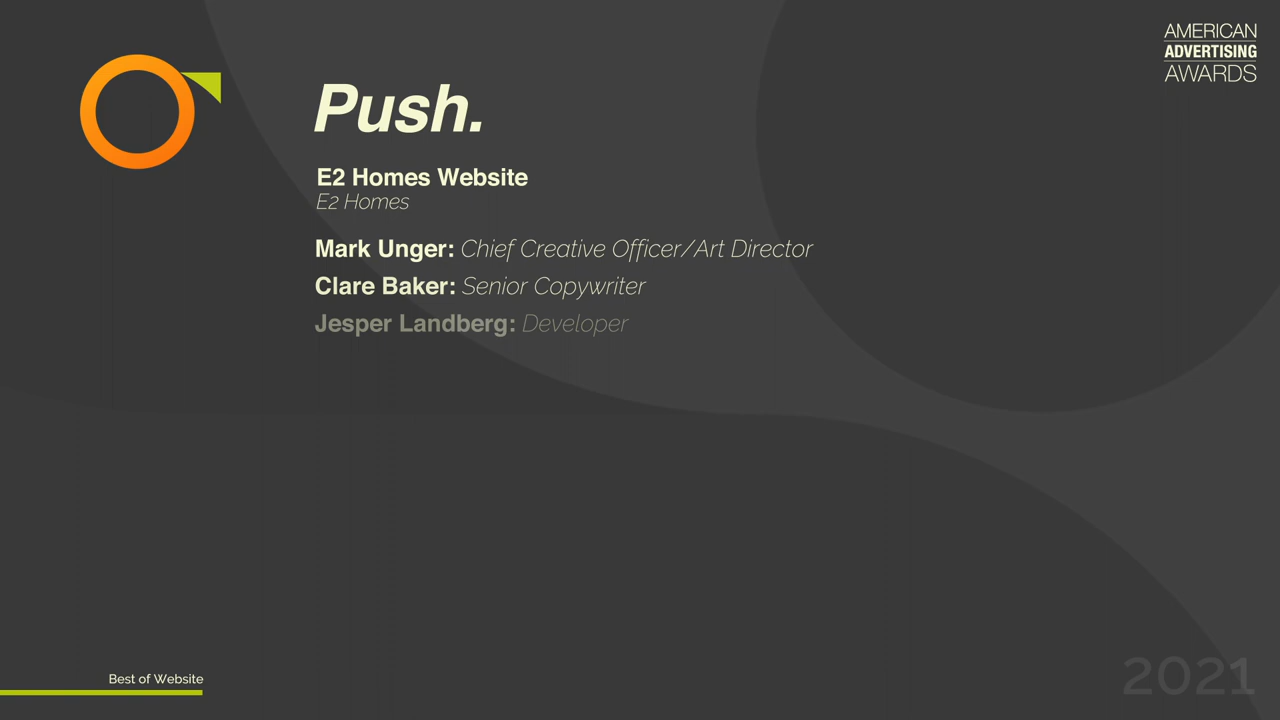 AMERICAN
ADVERTISING
AWARDS
Push.
E2 Homes Website
E2 Homes
Mark Unger: Chief Creative Officer/Art Director
Clare Baker: Senior Copywriter
Jesper Landberg: Developer
Best of Website
2021